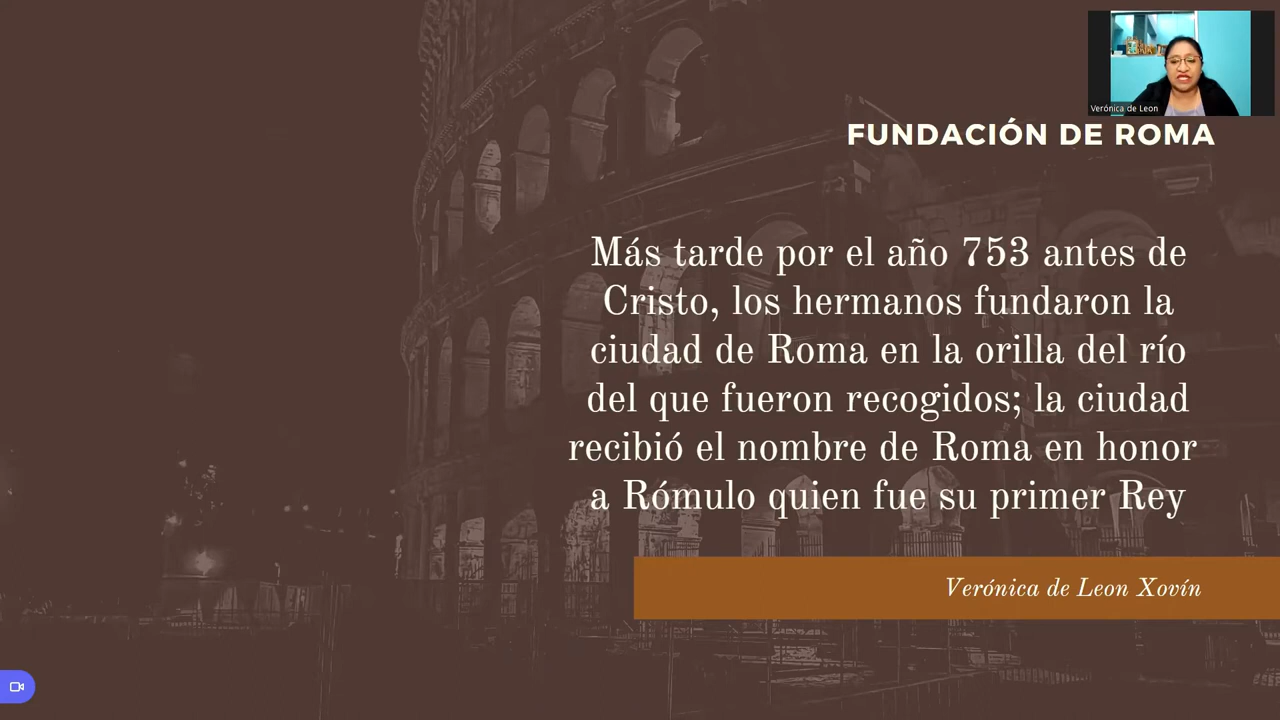 Verónica de Leon
FUNDACIÓN DE ROMA
Más tarde por el año 753 antes de
Cristo, los hermanos fundaron la
ciudad de Roma en la orilla del río
del que fueron recogidos; la ciudad
recibió el nombre de Roma en honor
a Rómulo quien fue su primer Rey
Verónica de Leon Xovín